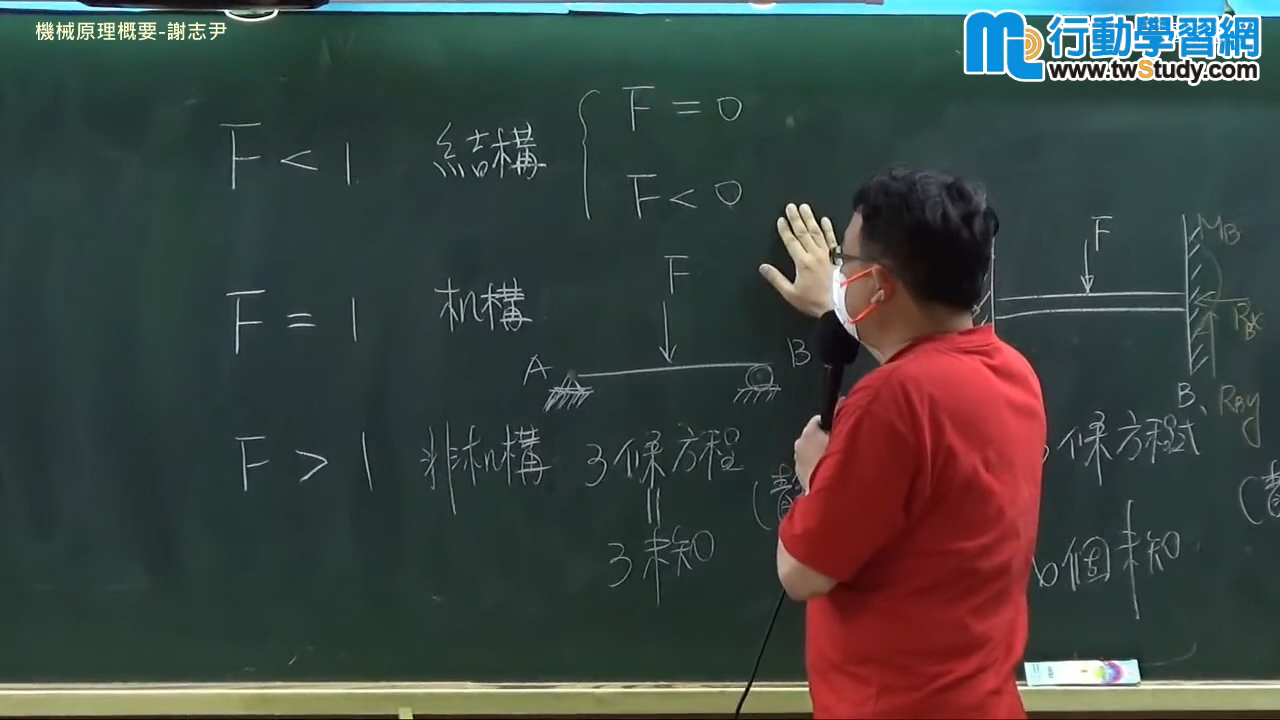 機械原理概要-謝志尹
行動學習網
www.twStudy.com
F < 1 結構 { F = 0
F < 0
F = 1 机構
F
A B
F > 1 非机構
3條方程
=
3未知
F
MB
RBx
B
RBy
條方程式
6個未知